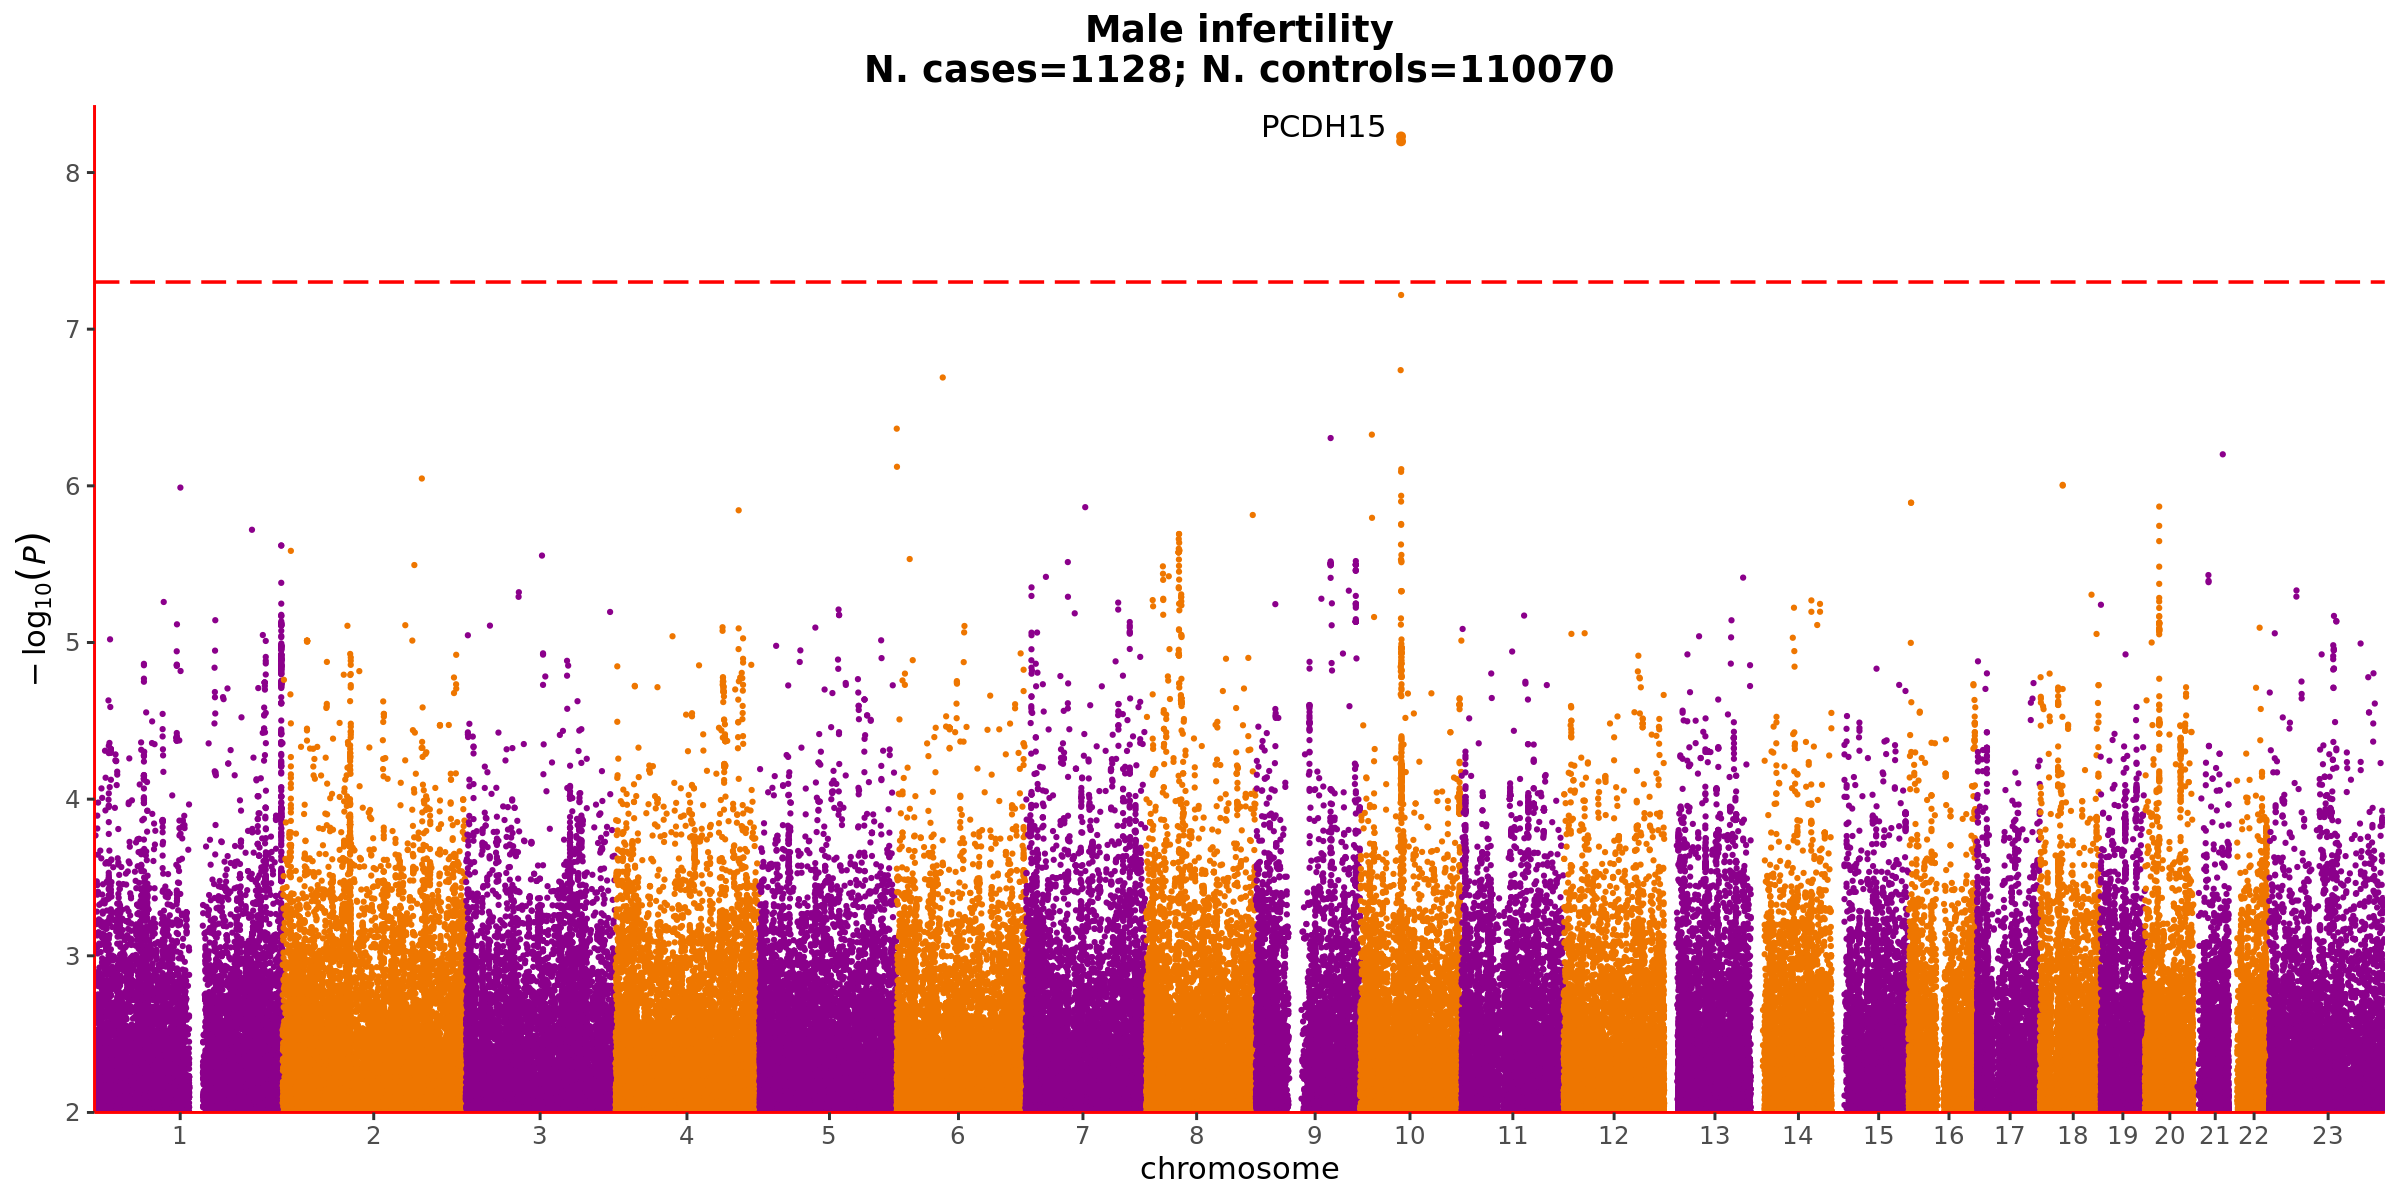 Male infertility
N. cases=1128; N. controls=110070
PCDH15
8
7
6
5
4
3
2
− log10(P)
1 2 3 4 5 6 7 8 9 10 11 12 13 14 15 16 17 18 19 20 21 22 23
chromosome